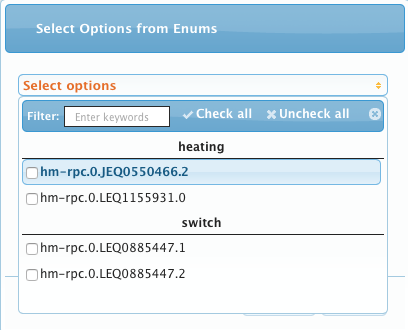 Select Options from Enums
Select options
Filter: Enter keywords Check all Uncheck all
heating
hm-rpc.0.JEQ0550466.2
hm-rpc.0.LEQ1155931.0
switch
hm-rpc.0.LEQ0885447.1
hm-rpc.0.LEQ0885447.2